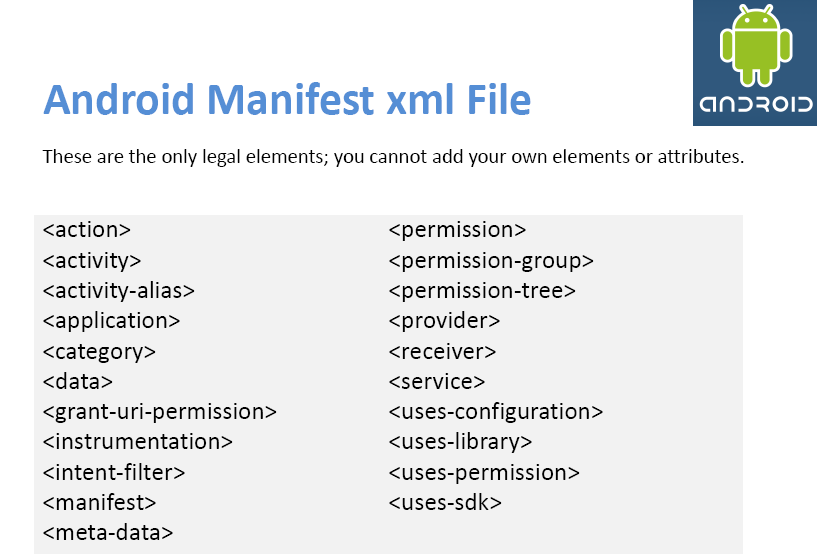 ANDROID
Android Manifest xml File
These are the only legal elements; you cannot add your own elements or attributes.
<action>
<activity>
<activity-alias>
<application>
<category>
<data>
<grant-uri-permission>
<instrumentation>
<intent-filter>
<manifest>
<meta-data>
<permission>
<permission-group>
<permission-tree>
<provider>
<receiver>
<service>
<uses-configuration>
<uses-library>
<uses-permission>
<uses-sdk>